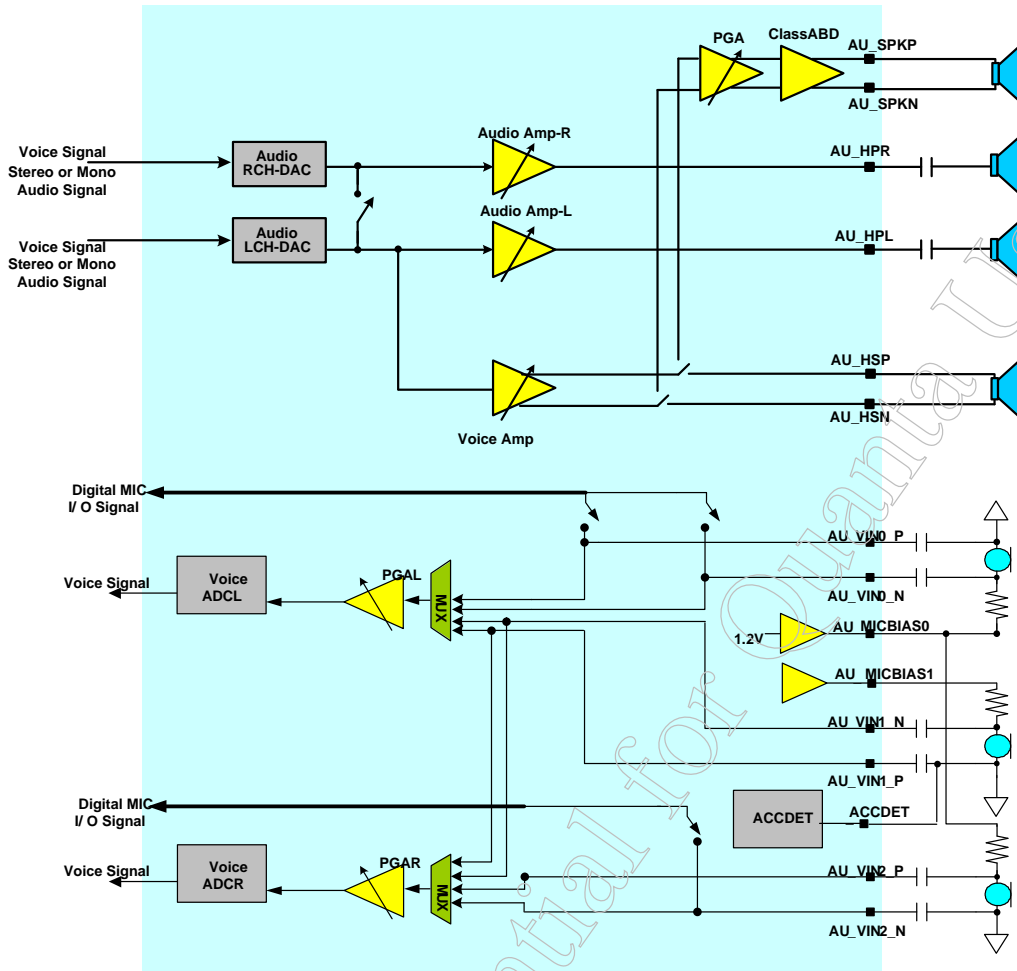 PGA
ClassABD
AU_SPKP
AU_SPKN
Voice Signal
Stereo or Mono
Audio Signal
Audio
RCH-DAC
Audio Amp-R
AU_HPR
Voice Signal
Stereo or Mono
Audio Signal
Audio
LCH-DAC
Audio Amp-L
AU_HPL
AU_HSP
AU_HSN
Voice Amp
Digital MIC
I/ O Signal
AU_VIN0_P
Voice Signal
Voice
ADCL
PGAL
MUX
AU_VIN0_N
1.2V
AU_MICBIAS0
AU_MICBIAS1
AU_VIN1_N
AU_VIN1_P
Digital MIC
I/ O Signal
ACCDET
ACCDET
Voice Signal
Voice
ADCR
PGAR
MUX
AU_VIN2_P
AU_VIN2_N
for Quanta